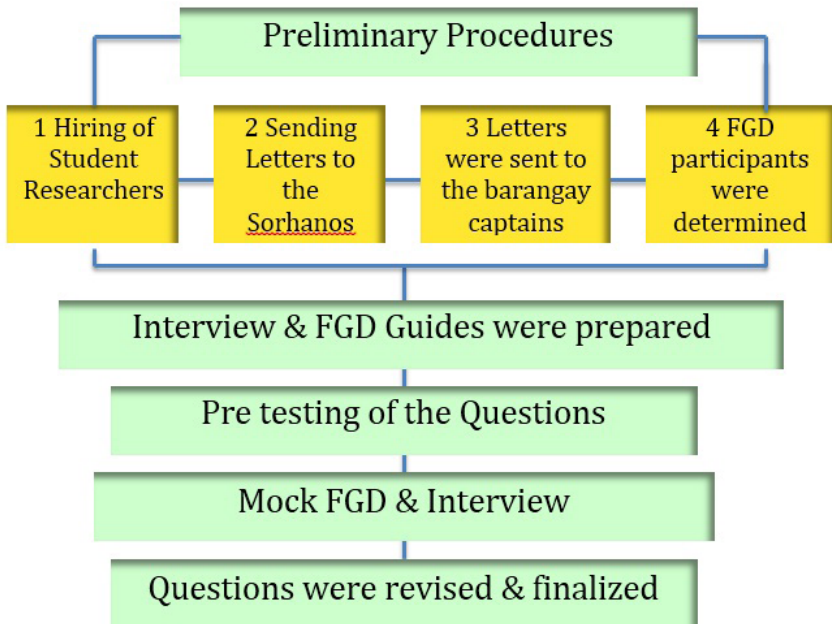 Preliminary Procedures
1 Hiring of
Student
Researchers
2 Sending
Letters to
the
Sorhanos
3 Letters
were sent to
the barangay
captains
4 FGD
participants
were
determined
Interview & FGD Guides were prepared
Pre testing of the Questions
Mock FGD & Interview
Questions were revised & finalized